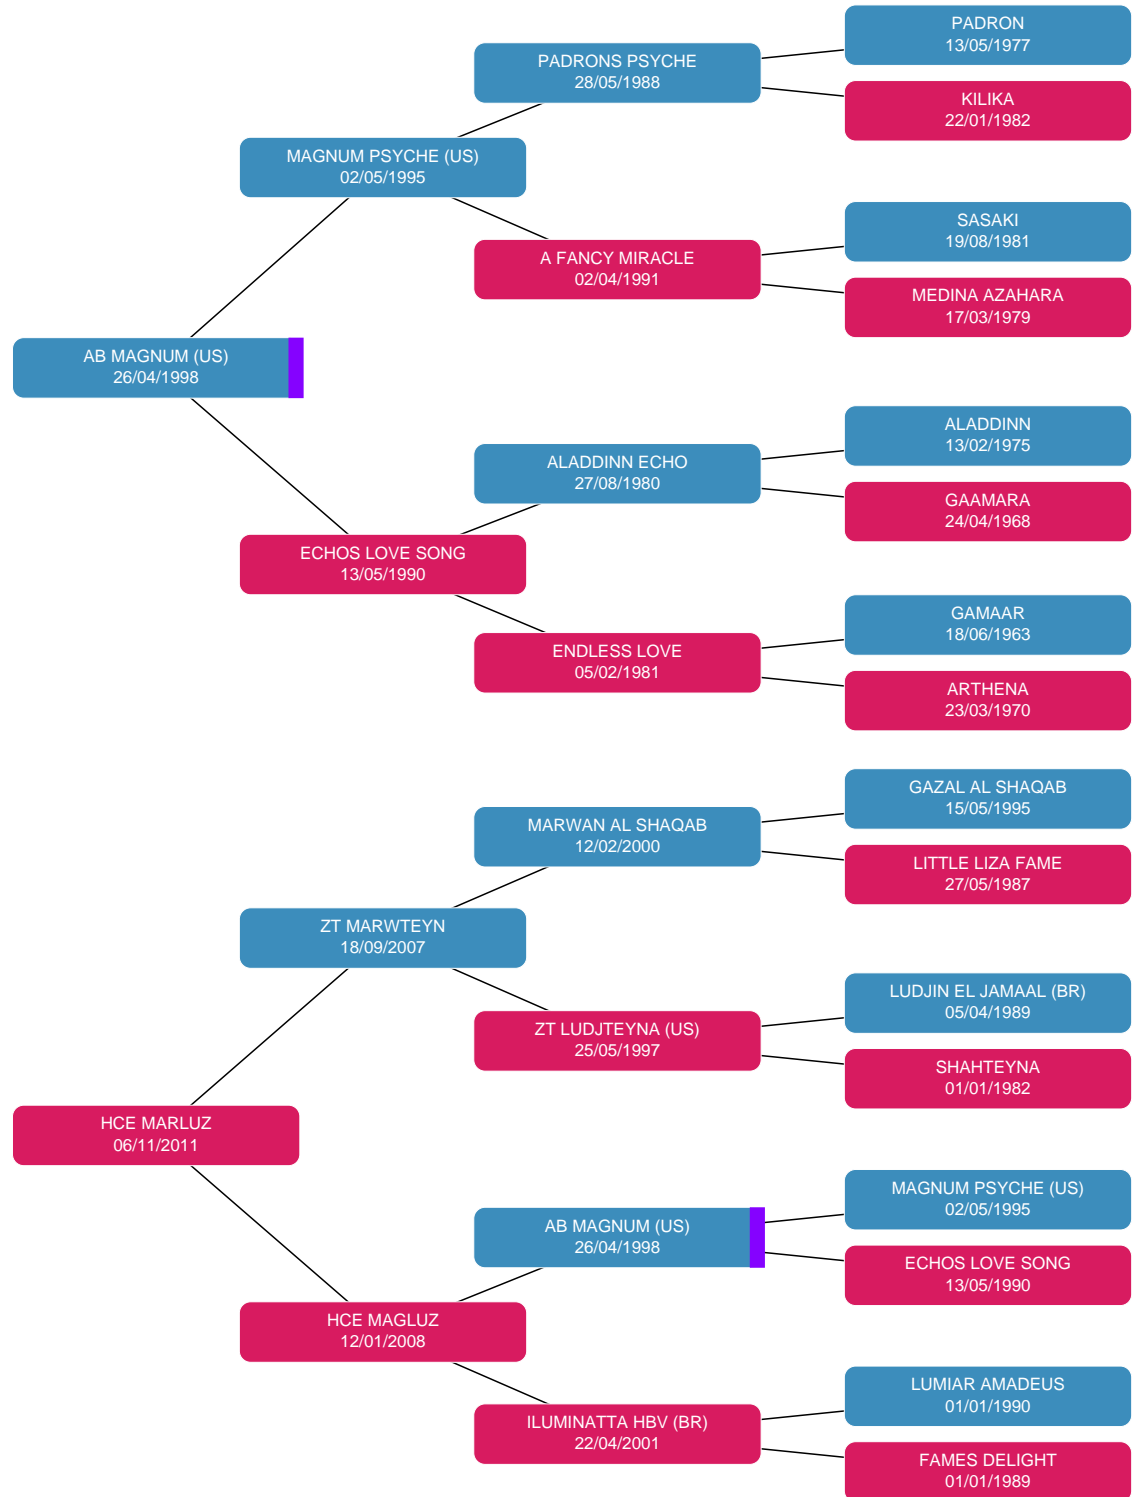 PADRON
13/05/1977
PADRONS PSYCHE
28/05/1988
KILIKA
22/01/1982
MAGNUM PSYCHE (US)
02/05/1995
SASAKI
19/08/1981
A FANCY MIRACLE
02/04/1991
MEDINA AZAHARA
17/03/1979
AB MAGNUM (US)
26/04/1998
ALADDINN
13/02/1975
ALADDINN ECHO
27/08/1980
GAAMARA
24/04/1968
ECHOS LOVE SONG
13/05/1990
GAMAAR
18/06/1963
ENDLESS LOVE
05/02/1981
ARTHENA
23/03/1970
GAZAL AL SHAQAB
15/05/1995
MARWAN AL SHAQAB
12/02/2000
LITTLE LIZA FAME
27/05/1987
ZT MARWTEYN
18/09/2007
LUDJIN EL JAMAAL (BR)
05/04/1989
ZT LUDJTEYNA (US)
25/05/1997
SHAHTEYNA
01/01/1982
HCE MARLUZ
06/11/2011
MAGNUM PSYCHE (US)
02/05/1995
AB MAGNUM (US)
26/04/1998
ECHOS LOVE SONG
13/05/1990
HCE MAGLUZ
12/01/2008
LUMIAR AMADEUS
01/01/1990
ILUMINATTA HBV (BR)
22/04/2001
FAMES DELIGHT
01/01/1989